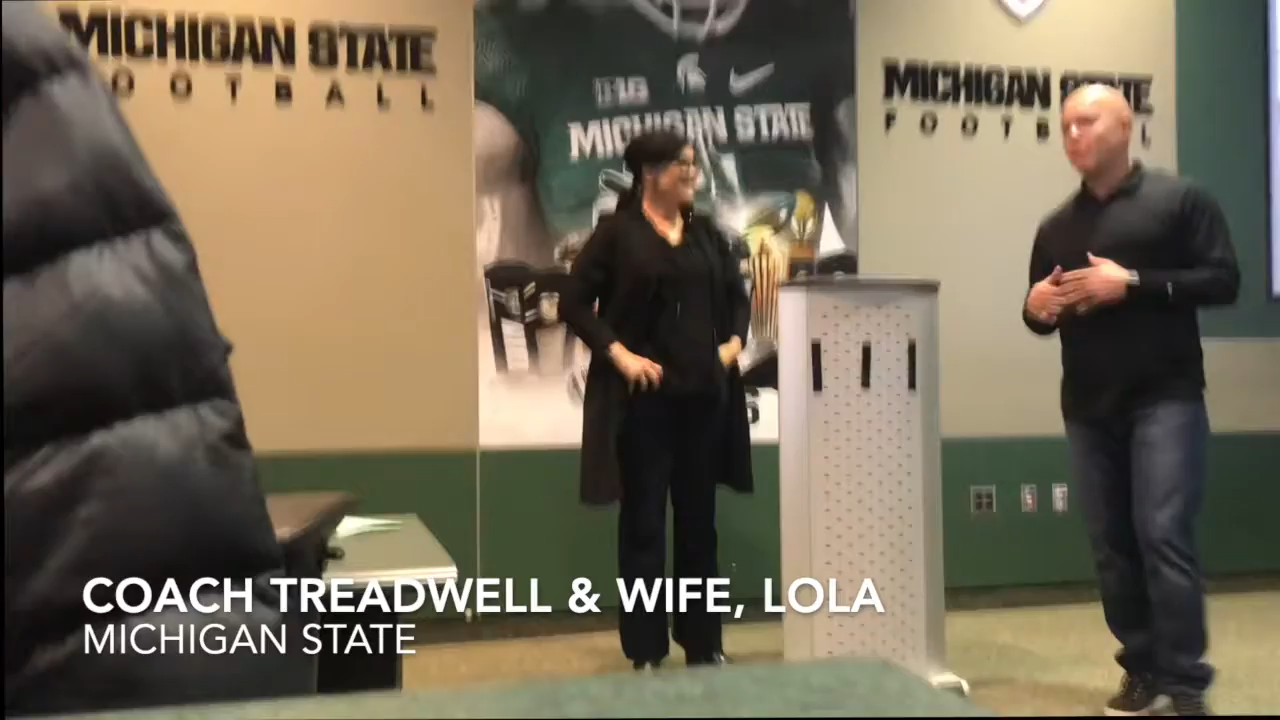 MICHIGAN STATE
FOOTBALL
B1G
MICHIGAN STATE
MICHIGAN STATE
FOOTBALL
COACH TREADWELL & WIFE, LOLA
MICHIGAN STATE